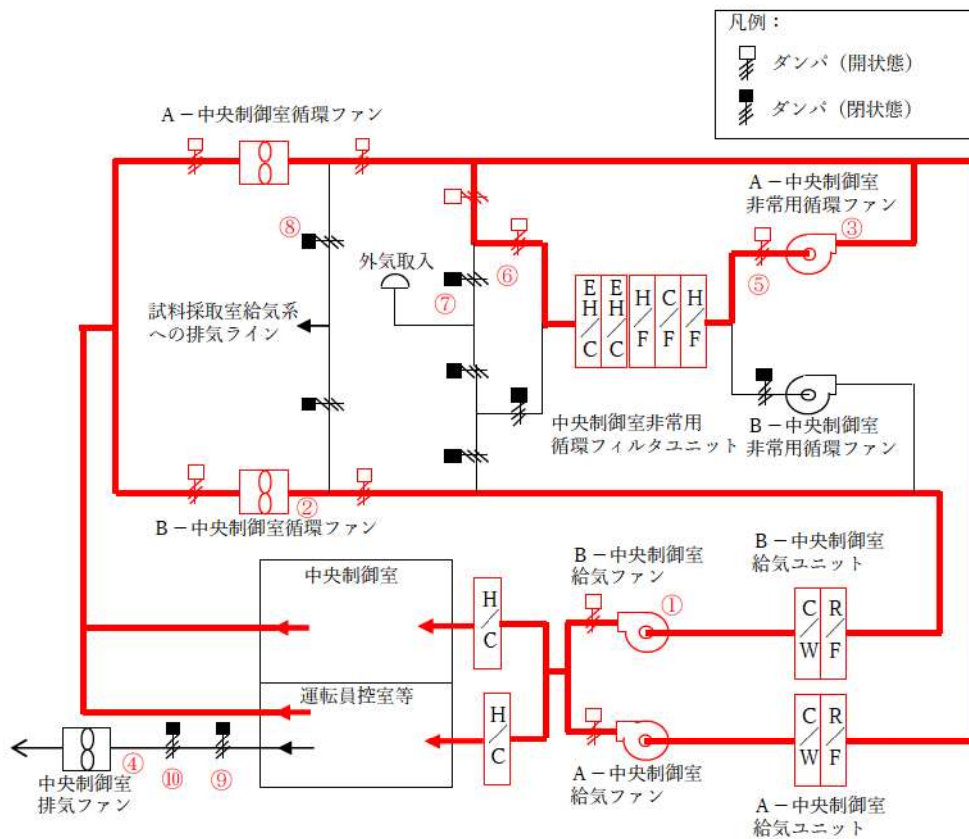 凡例：
ダンパ（開状態）
ダンパ（閉状態）
A－中央制御室循環ファン
A－中央制御室
非常用循環ファン
③
⑧
外気取入
⑥
⑤
⑦
試料採取室給気系
への排気ライン
E
H
／
C
E
H
／
C
H
／
F
C
／
F
H
／
F
中央制御室非常用
循環フィルタユニット
B－中央制御室
非常用循環ファン
②
B－中央制御室循環ファン
中央制御室
H
／
C
B－中央制御室
給気ファン
①
B－中央制御室
給気ユニット
C
／
W
R
／
F
運転員控室等
H
／
C
A－中央制御室
給気ファン
C
／
W
R
／
F
A－中央制御室
給気ユニット
④
⑩
⑨
中央制御室
排気ファン